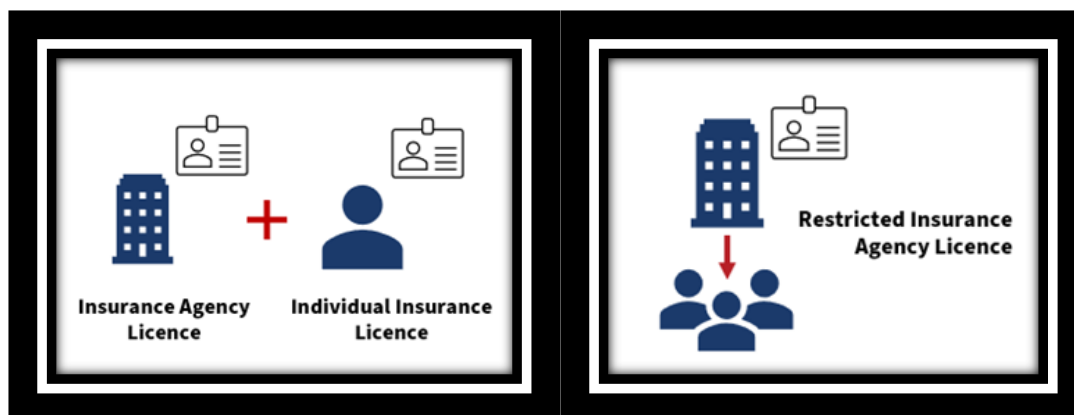 Insurance Agency
Licence
Individual Insurance
Licence
Restricted Insurance
Agency Licence